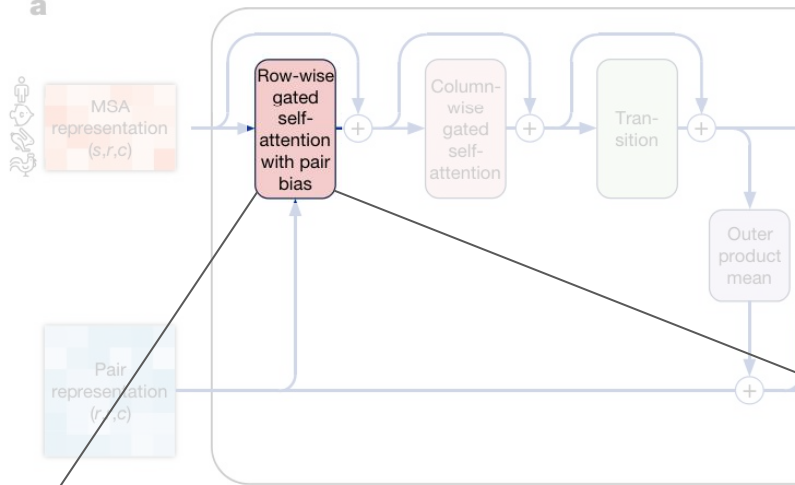 a
MSA
representation
(s,r,c)
Row-wise
gated
self-
attention
with pair
bias
+
Column-
wise
gated
self-
attention
+
Tran-
sition
+
Outer
product
mean
Pair
representation
(r,r,c)
+